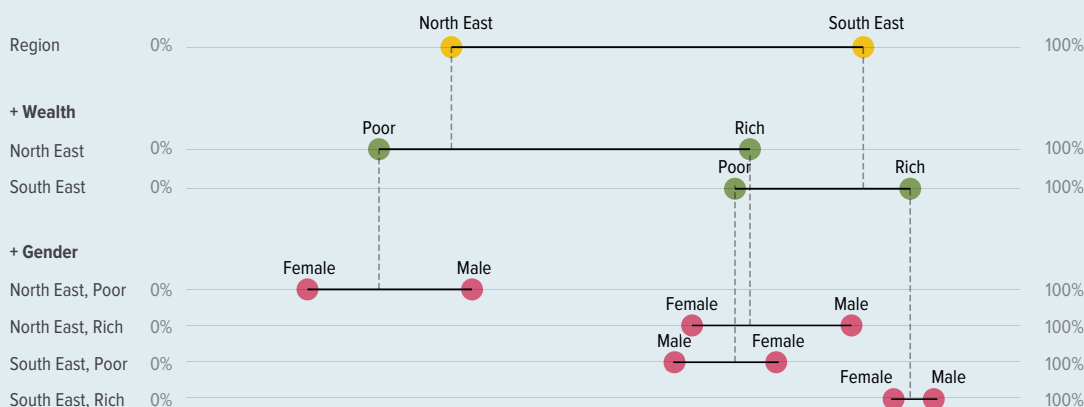 North East South East
Region 0% 100%
+ Wealth
Poor Rich
North East 0% 100%
Poor Rich
South East 0% 100%
+ Gender
Female Male
North East, Poor 0% 100%
Female Male
North East, Rich 0% 100%
Male Female
South East, Poor 0% 100%
Female Male
South East, Rich 0% 100%